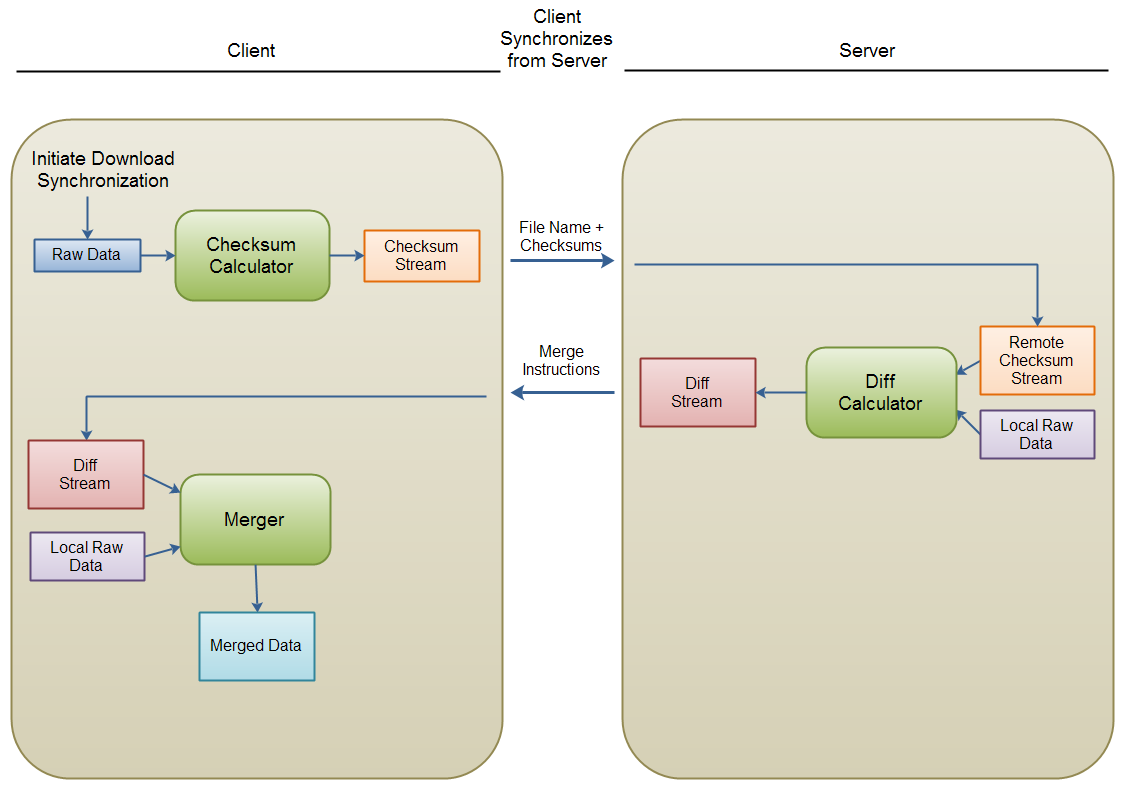 Client
Client
Synchronizes
from Server
Server
Initiate Download
Synchronization
Raw Data
Checksum
Calculator
Checksum
Stream
File Name +
Checksums
Remote
Checksum
Stream
Diff
Calculator
Diff
Stream
Local Raw
Data
Merge
Instructions
Diff
Stream
Merger
Local Raw
Data
Merged Data